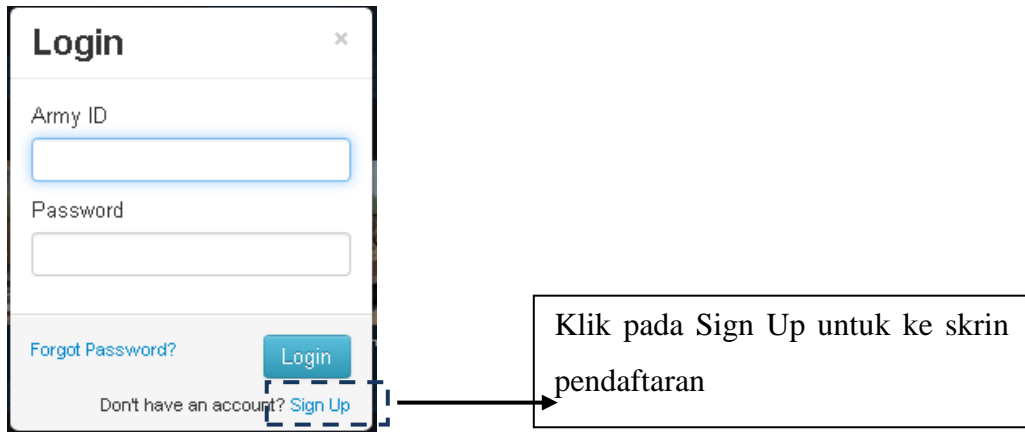 Login ×
Army ID
Password
Forgot Password? Login
Don't have an account? Sign Up
Klik pada Sign Up untuk ke skrin
pendaftaran